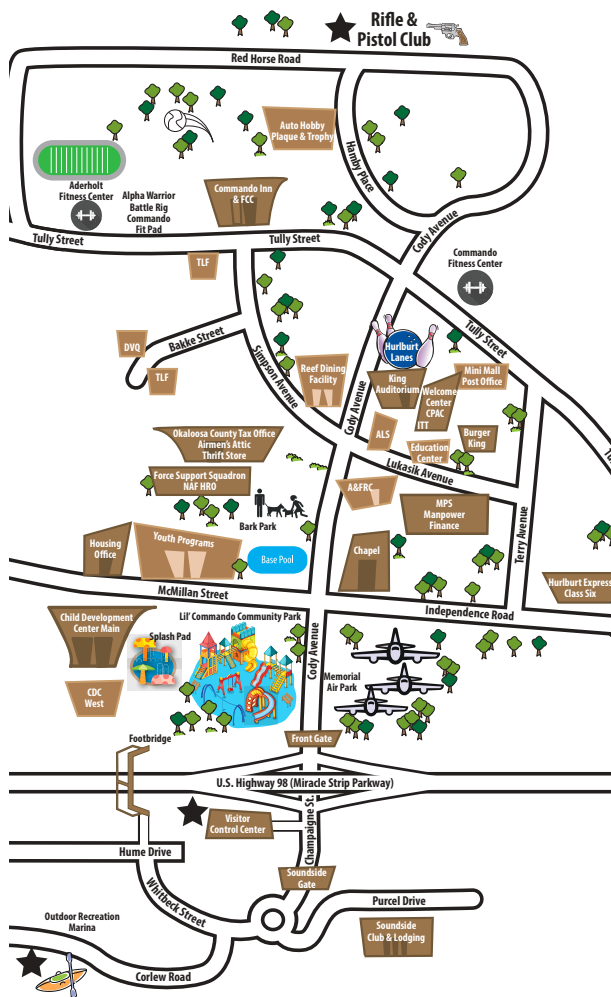 Rifle &
Pistol Club
Red Horse Road
Auto Hobby
Plaque & Trophy
Hamby Place
Aderholt
Fitness Center
Alpha Warrior
Battle Rig
Commando
Fit Pad
Commando Inn
& FCC
Cody Avenue
Tully Street
Tully Street
Commando
Fitness Center
TLF
Tully Street
Bakke Street
DVQ
TLF
Simpson Avenue
Hurlburt
Lanes
Reef Dining
Facility
King
Auditorium
Mini Mall
Post Office
Welcome
Center
CPAC
ITT
Cody Avenue
ALS
Burger
King
Education
Center
Okaloosa County Tax Office
Airmen's Attic
Thrift Store
Lukasik Avenue
Force Support Squadron
NAF HRO
A&FRC
MPS
Manpower
Finance
Bark Park
Terry Avenue
Housing
Office
Youth Programs
Base Pool
Chapel
McMillan Street
Hurlburt Express
Class Six
Independence Road
Child Development
Center Main
Lil' Commando Community Park
Splash Pad
Cody Avenue
Memorial
Air Park
CDC
West
Footbridge
Front Gate
U.S. Highway 98 (Miracle Strip Parkway)
Visitor
Control Center
Champaigne St.
Hume Drive
Soundside
Gate
Whitbeck Street
Purcel Drive
Outdoor Recreation
Marina
Soundside
Club & Lodging
Corlew Road